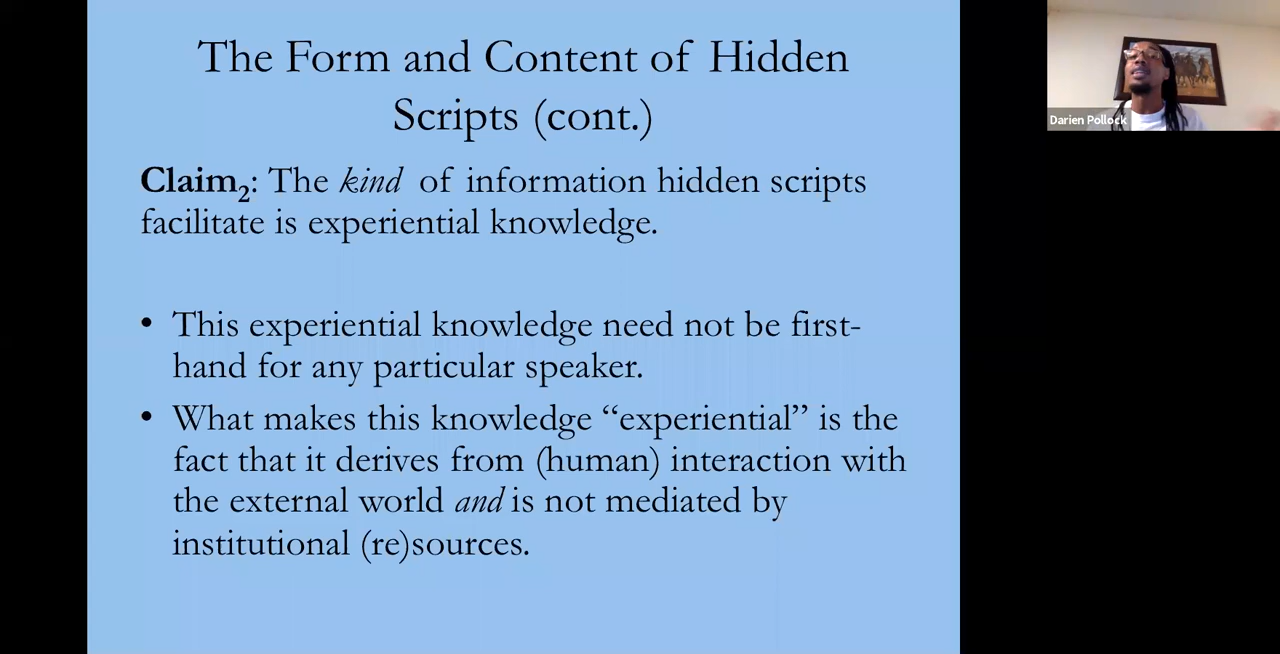 The Form and Content of Hidden
Scripts (cont.)
Claim₂: The kind of information hidden scripts
facilitate is experiential knowledge.
• This experiential knowledge need not be first-
hand for any particular speaker.
• What makes this knowledge “experiential” is the
fact that it derives from (human) interaction with
the external world and is not mediated by
institutional (re)sources.
Darien Pollock